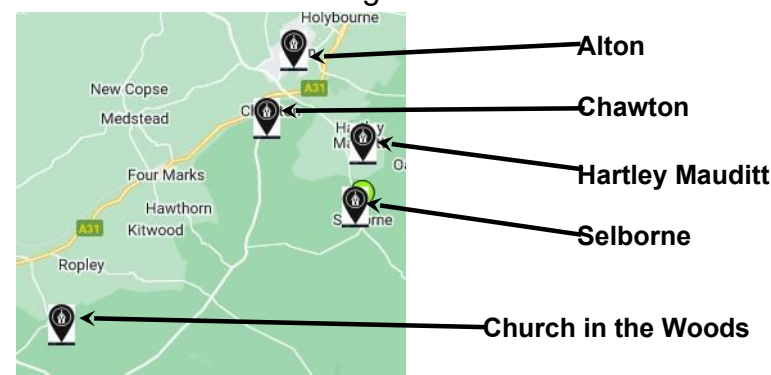 Holybourne
Alton
A31
New Copse
Chawton
Medstead
Hartley Mauditt
Four Marks
Selborne
Hawthorn
A31
Kitwood
Ropley
Church in the Woods